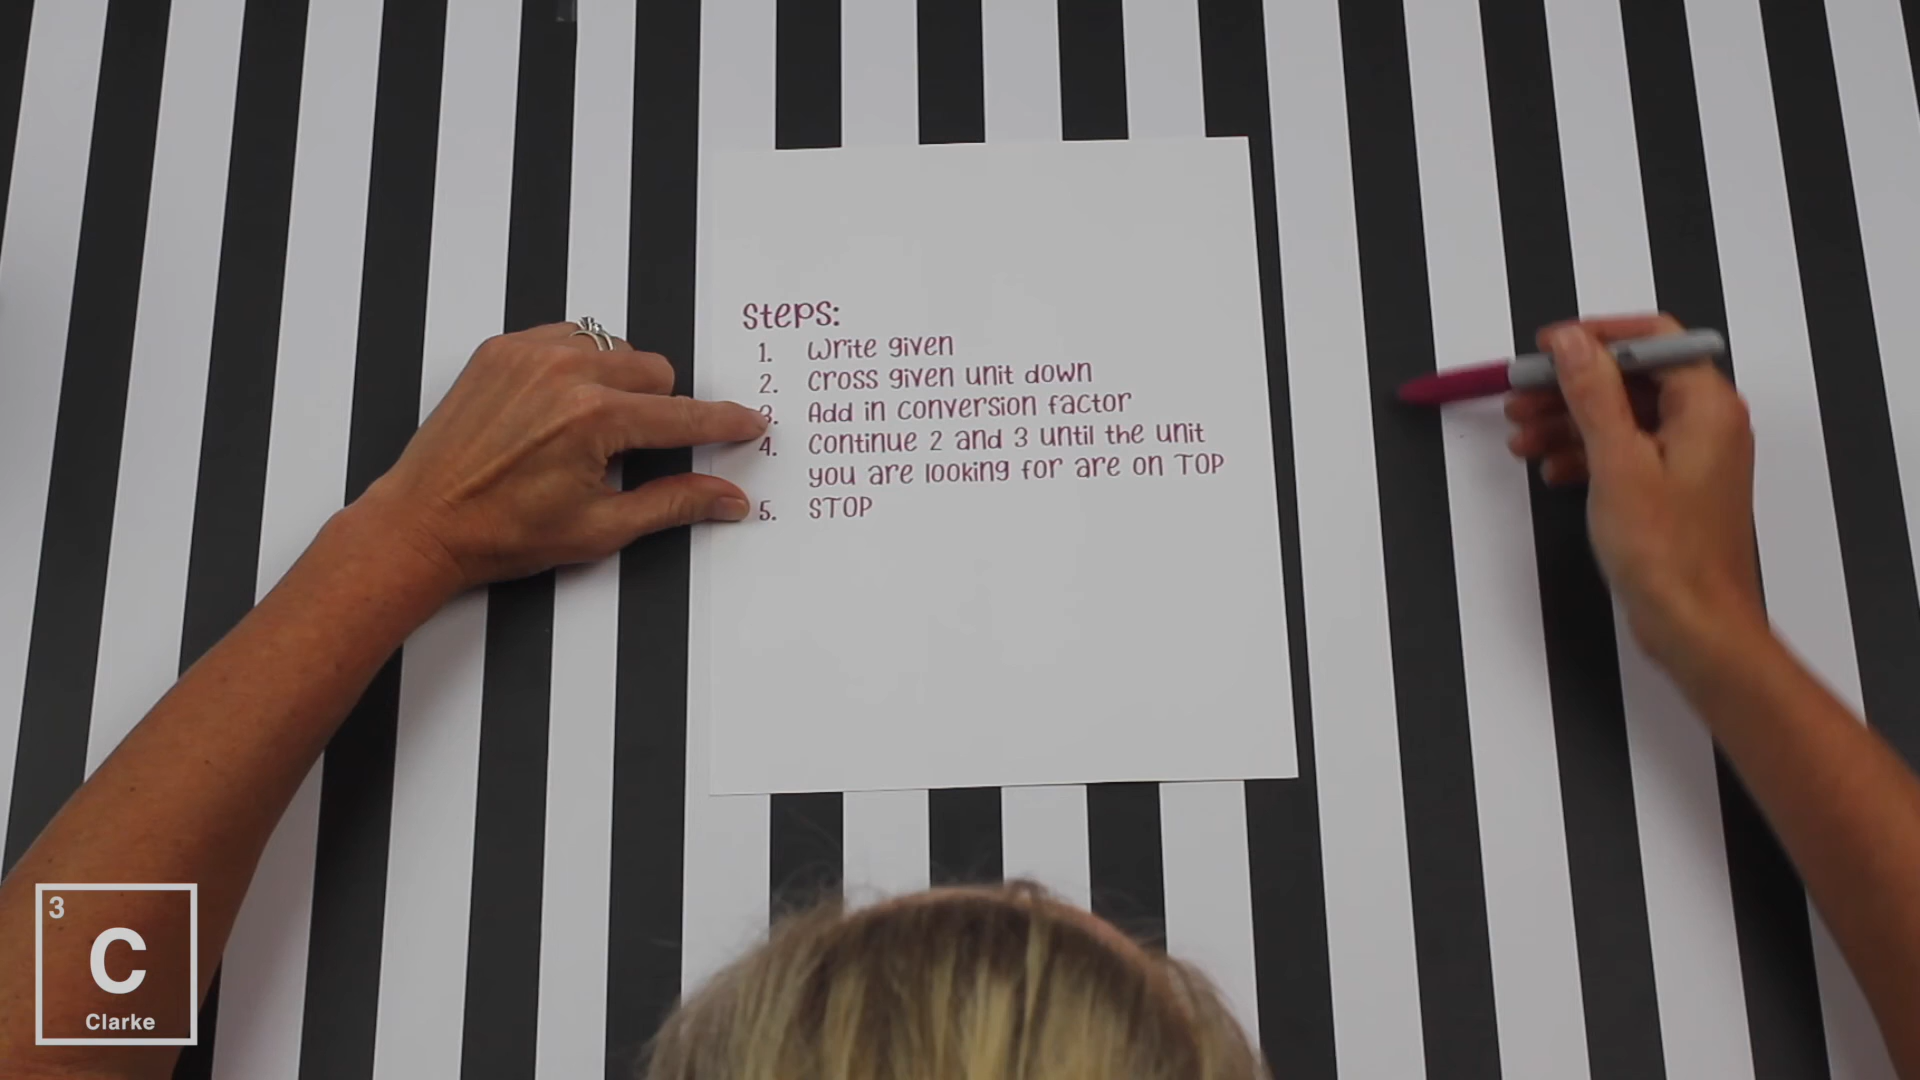 Steps:
1. Write given
2. Cross given unit down
3. Add in conversion factor
4. Continue 2 and 3 until the unit
you are looking for are on TOP
5. STOP
3
C
Clarke